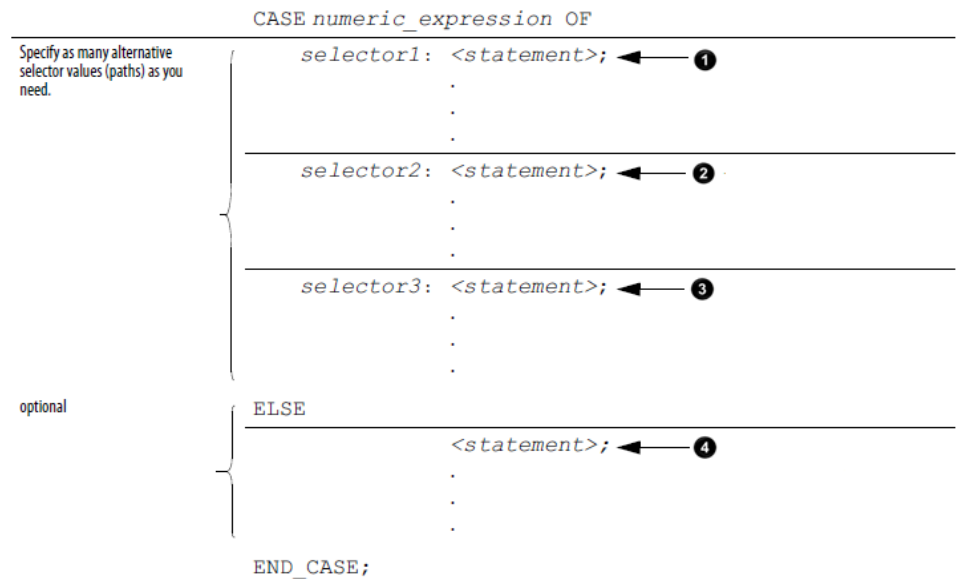 CASE numeric_expression OF
Specify as many alternative
selector values (paths) as you
need.
selector1: <statement>; 1
.
.
.
selector2: <statement>; 2
.
.
.
selector3: <statement>; 3
.
.
.
optional
ELSE
<statement>; 4
.
.
.
END_CASE;